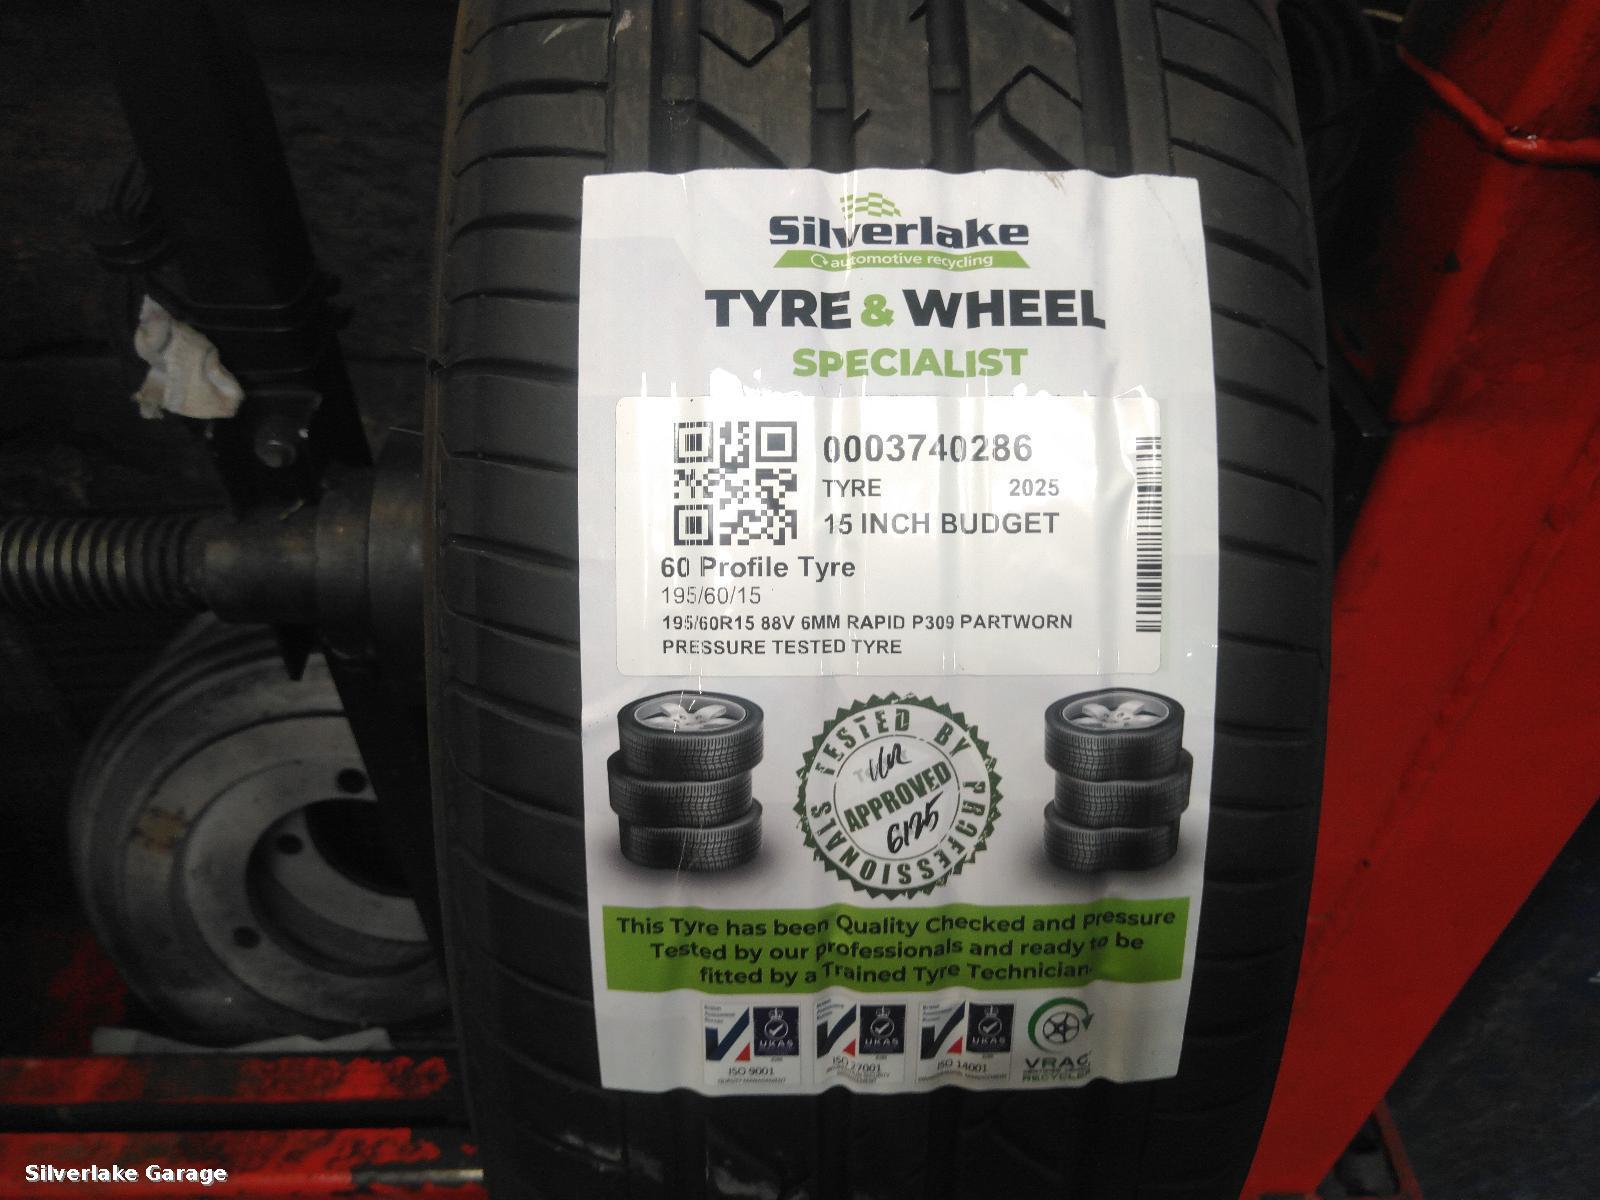 Silverlake
automotive recycling
TYRE & WHEEL
SPECIALIST
0003740286
TYRE 2025
15 INCH BUDGET
60 Profile Tyre
195/60/15
195/60R15 88V 6MM RAPID P309 PARTWORN
PRESSURE TESTED TYRE
TESTED BY PROFESSIONALS
APPROVED
6125
This Tyre has been Quality Checked and pressure
Tested by our professionals and ready to be
fitted by a Trained Tyre Technician.
UKAS
UKAS
UKAS
ISO 9001
ISO 27001
ISO 14001
VRAC
RECYCLER
Silverlake Garage